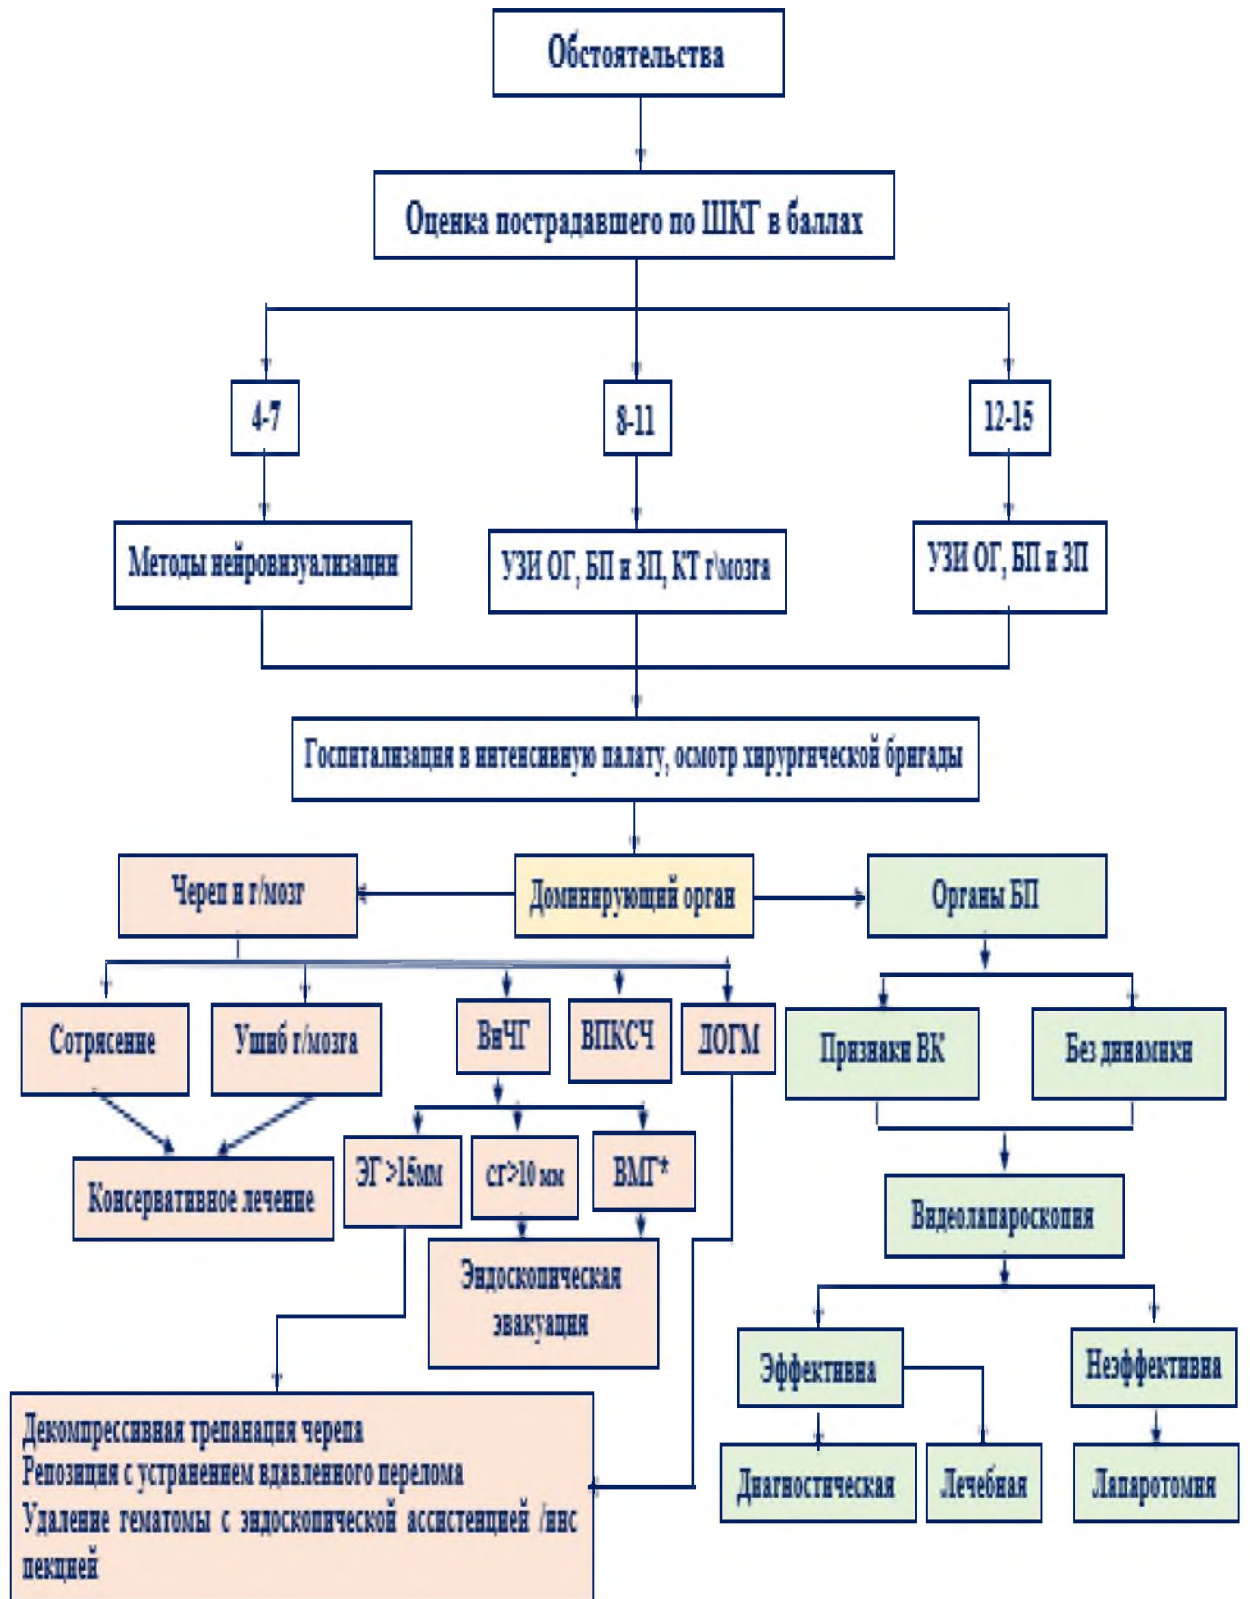 Обстоятельства
Оценка пострадавшего по ШКГ в баллах
4-7
8-11
12-15
Методы нейровизуализации
УЗИ ОГ, БП и ЗП, КТ г\мозга
УЗИ ОГ, БП и ЗП
Госпитализация в интенсивную палату, осмотр хирургической бригады
Череп и г/мозг
Доминирующий орган
Органы БП
Сотрясение
Ушиб г/мозга
ВнЧГ
ВПКСЧ
ДОГМ
Признаки ВК
Без динамики
Консервативное лечение
ЭГ >15мм
сг>10 мм
ВМГ*
Видеолапароскопия
Эндоскопическая
эвакуация
Эффективна
Неэффективна
Диагностическая
Лечебная
Лапаротомия
Декомпрессивная трепанация черепа
Репозиция с устранением вдавленного перелома
Удаление гематомы с эндоскопической ассистенцией /инс
пекцией